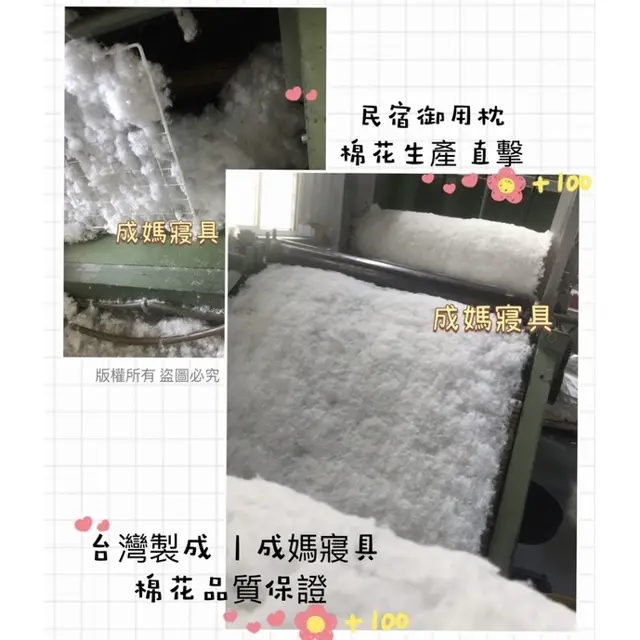 民宿御用枕
棉花生產 直擊
+100
成媽寢具
成媽寢具
版權所有 盜圖必究
台灣製成 | 成媽寢具
棉花品質保證
+100